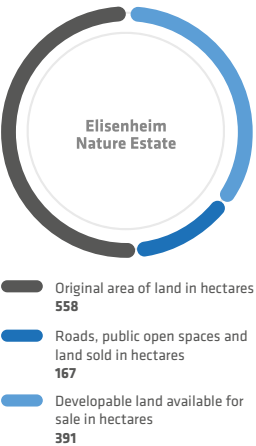 Elisenheim
Nature Estate
Original area of land in hectares
558
Roads, public open spaces and
land sold in hectares
167
Developable land available for
sale in hectares
391